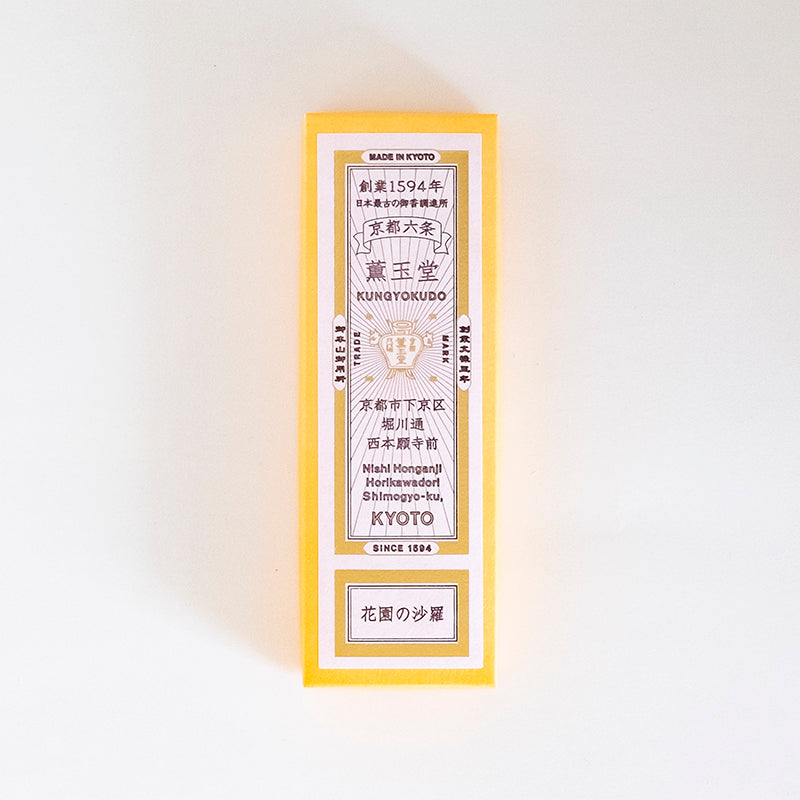 MADE IN KYOTO
創業1594年
日本最古の御香調進所
京都六条
薫玉堂
KUNGYOKUDO
TRADE
MARK
薫玉堂
京都市下京区
堀川通
西本願寺前
Nishi Honganji
Horikawadori
Shimogyo-ku,
KYOTO
SINCE 1594
花園の沙羅